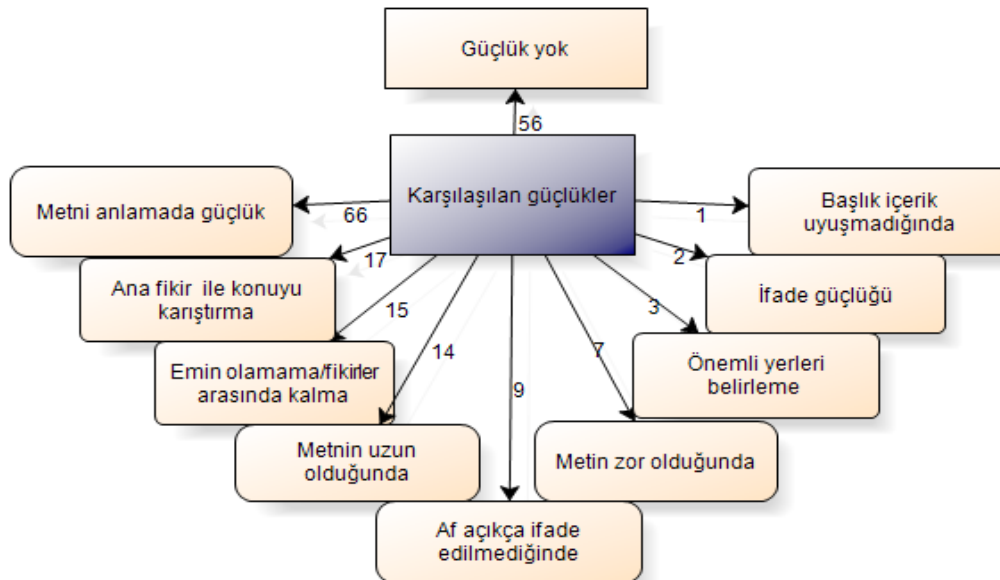 Güçlük yok
56
Karşılaşılan güçlükler
Metni anlamada güçlük
66
1
Başlık içerik
uyuşmadığında
17
2
Ana fikir ile konuyu
karıştırma
İfade güçlüğü
15
3
Emin olamama/fikirler
arasında kalma
Önemli yerleri
belirleme
14
7
9
Metnin uzun
olduğunda
Metin zor olduğunda
Af açıkça ifade
edilmediğinde